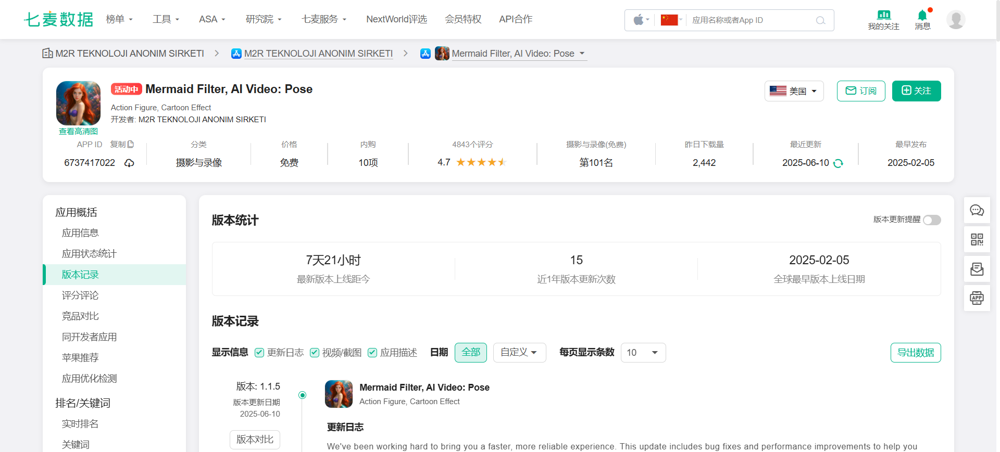 七麦数据
榜单
工具
ASA
研究院
七麦服务
NextWorld评选
会员特权
API合作
应用名称或者App ID
我的关注
消息
M2R TEKNOLOJI ANONIM SIRKETI
M2R TEKNOLOJI ANONIM SIRKETI
Mermaid Filter, AI Video: Pose
活动中 Mermaid Filter, AI Video: Pose
Action Figure, Cartoon Effect
开发者: M2R TEKNOLOJI ANONIM SIRKETI
查看高清图
美国
订阅
关注
APP ID 复制
6737417022
分类
摄影与录像
价格
免费
内购
10项
4843个评分
4.7
摄影与录像(免费)
第101名
昨日下载量
2,442
最近更新
2025-06-10
最早发布
2025-02-05
应用概括
应用信息
应用状态统计
版本记录
评分评论
竞品对比
同开发者应用
苹果推荐
应用优化检测
排名/关键词
实时排名
关键词
版本统计
版本更新提醒
7天21小时
最新版本上线距今
15
近1年版本更新次数
2025-02-05
全球最早版本上线日期
版本记录
显示信息 更新日志 视频/截图 应用描述 日期 全部 自定义 每页显示条数 10
导出数据
版本: 1.1.5
版本更新日期
2025-06-10
版本对比
Mermaid Filter, AI Video: Pose
Action Figure, Cartoon Effect
更新日志
We've been working hard to bring you a faster, more reliable experience. This update includes bug fixes and performance improvements to help you
APP